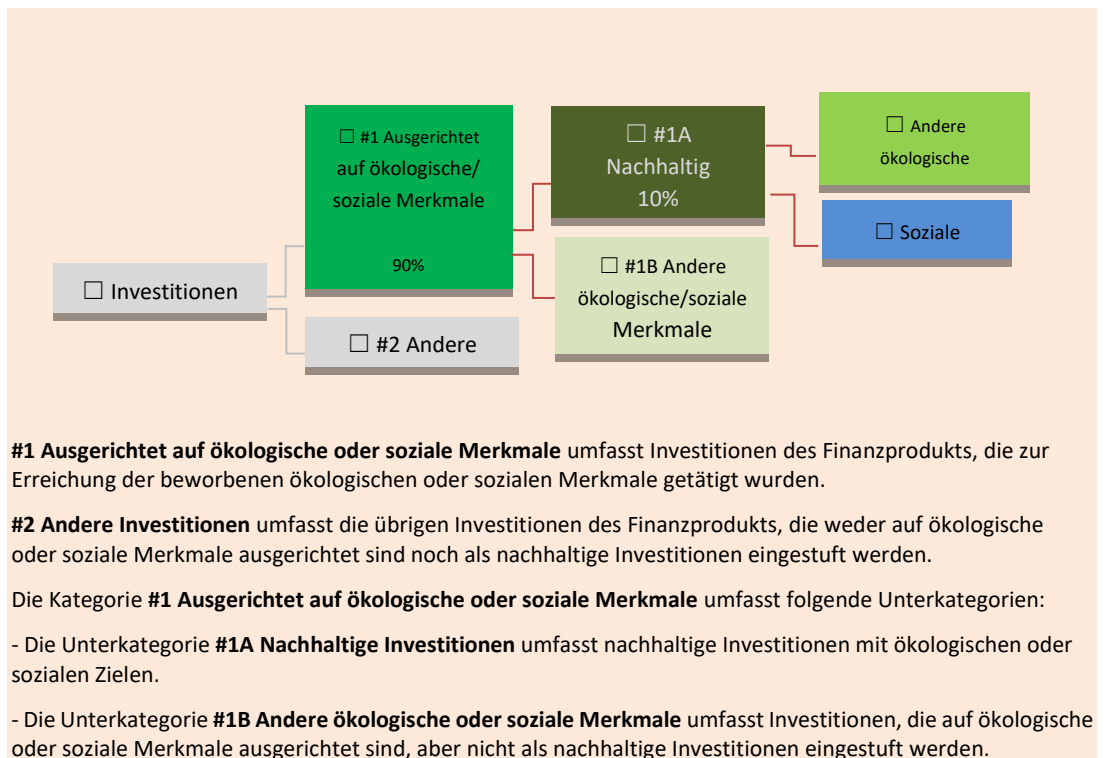 ☐ #1 Ausgerichtet
auf ökologische/
soziale Merkmale
90%
☐ #1A
Nachhaltig
10%
☐ Andere
ökologische
☐ Soziale
☐ #1B Andere
ökologische/soziale
Merkmale
☐ Investitionen
☐ #2 Andere
#1 Ausgerichtet auf ökologische oder soziale Merkmale umfasst Investitionen des Finanzprodukts, die zur
Erreichung der beworbenen ökologischen oder sozialen Merkmale getätigt wurden.
#2 Andere Investitionen umfasst die übrigen Investitionen des Finanzprodukts, die weder auf ökologische
oder soziale Merkmale ausgerichtet sind noch als nachhaltige Investitionen eingestuft werden.
Die Kategorie #1 Ausgerichtet auf ökologische oder soziale Merkmale umfasst folgende Unterkategorien:
- Die Unterkategorie #1A Nachhaltige Investitionen umfasst nachhaltige Investitionen mit ökologischen oder
sozialen Zielen.
- Die Unterkategorie #1B Andere ökologische oder soziale Merkmale umfasst Investitionen, die auf ökologische
oder soziale Merkmale ausgerichtet sind, aber nicht als nachhaltige Investitionen eingestuft werden.